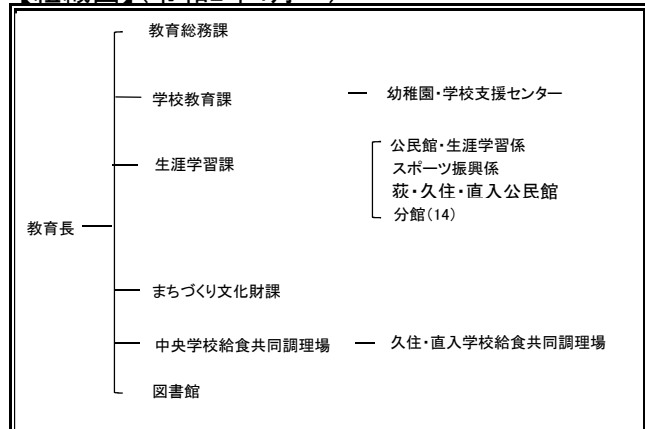 教育総務課
学校教育課 幼稚園・学校支援センター
公民館・生涯学習係
生涯学習課 スポーツ振興係
荻・久住・直入公民館
分館(14)
教育長
まちづくり文化財課
中央学校給食共同調理場 久住・直入学校給食共同調理場
図書館